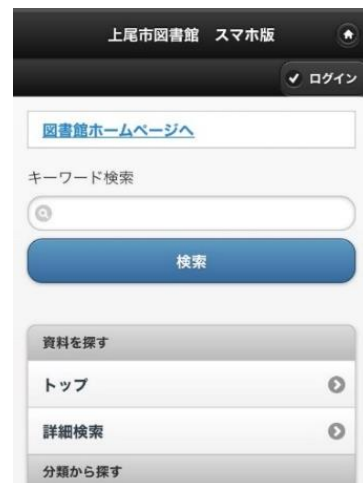 上尾市図書館　スマホ版
ログイン
図書館ホームページへ
キーワード検索
検索
資料を探す
トップ
詳細検索
分類から探す